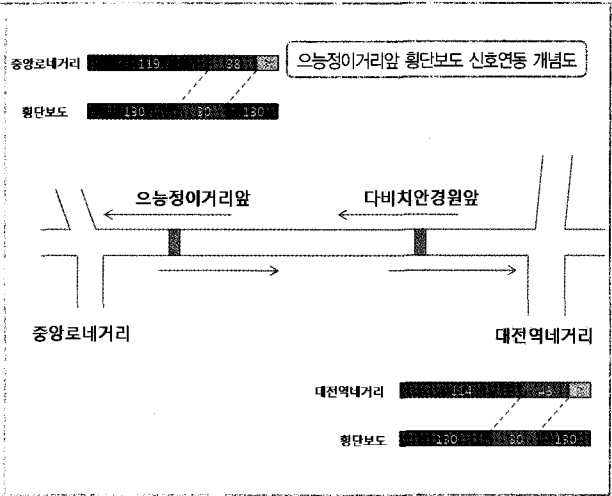 으능정이거리앞 횡단보도 신호연동 개념도
중앙로네거리 119 38
횡단보도 130 30 130
으능정이거리앞 다비치안경원앞
중앙로네거리 대전역네거리
대전역네거리 114
횡단보도 130 30 130